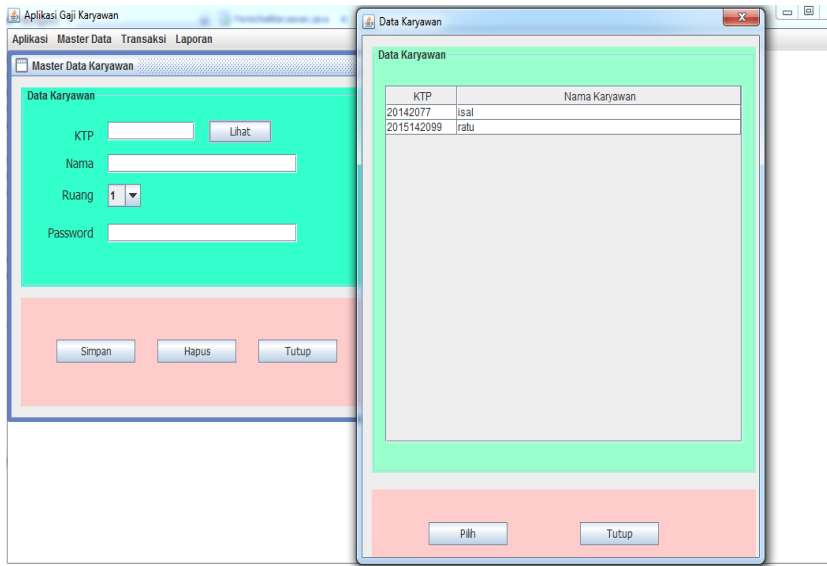 Aplikasi Gaji Karyawan
Aplikasi Master Data Transaksi Laporan
Master Data Karyawan
Data Karyawan
KTP
Lihat
Nama
Ruang 1
Password
Simpan Hapus Tutup
Data Karyawan
Data Karyawan
KTP Nama Karyawan
20142077 isal
2015142099 ratu
Pilih Tutup